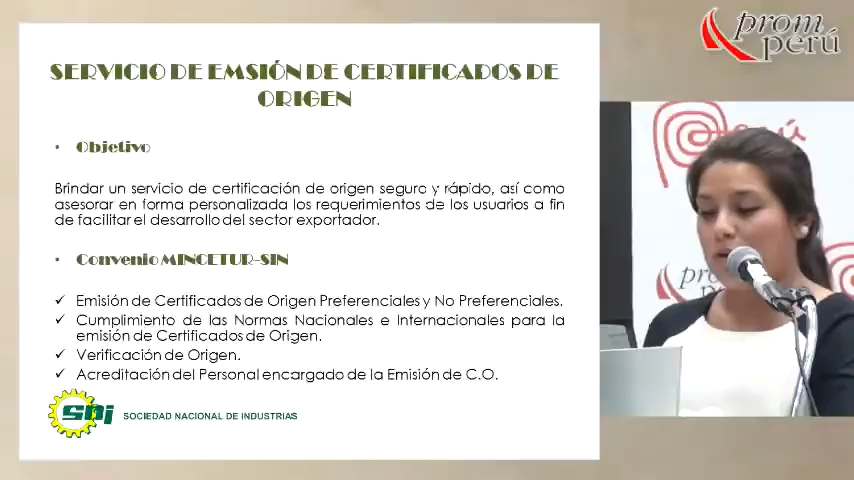 prom
perú
SERVICIO DE EMSIÓN DE CERTIFICADOS DE
ORIGEN
• Objetivo
Brindar un servicio de certificación de origen seguro y rápido, así como
asesorar en forma personalizada los requerimientos de los usuarios a fin
de facilitar el desarrollo del sector exportador.
• Convenio MINCETUR-SIN
✓ Emisión de Certificados de Origen Preferenciales y No Preferenciales.
✓ Cumplimiento de las Normas Nacionales e Internacionales para la
emisión de Certificados de Origen.
✓ Verificación de Origen.
✓ Acreditación del Personal encargado de la Emisión de C.O.
sni SOCIEDAD NACIONAL DE INDUSTRIAS